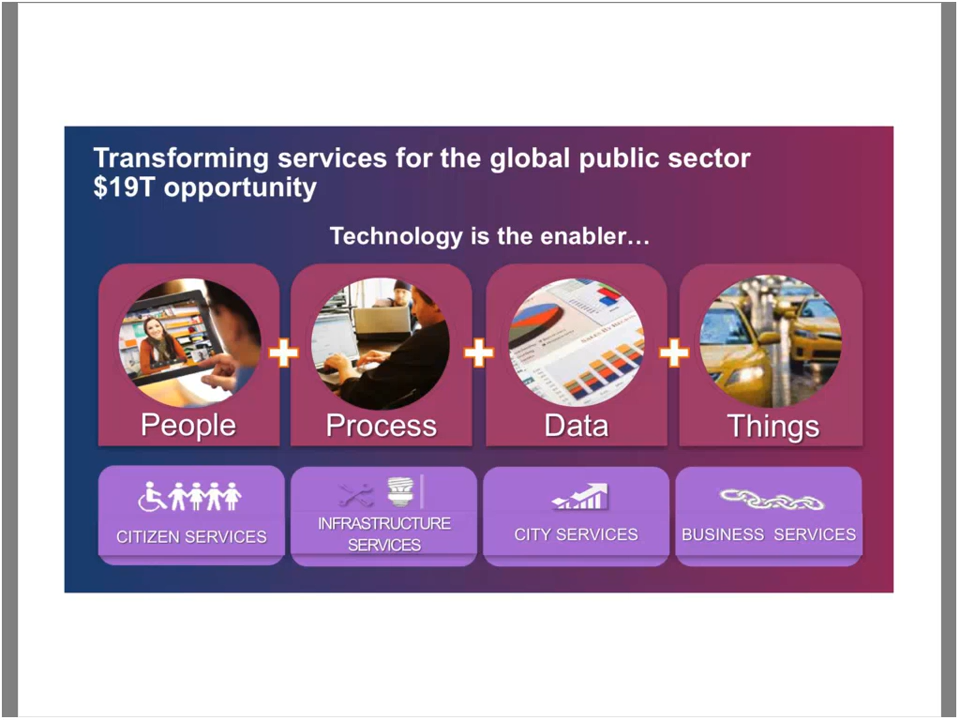 Transforming services for the global public sector
$19T opportunity
Technology is the enabler…
People
Process
Data
Things
CITIZEN SERVICES
INFRASTRUCTURE
SERVICES
CITY SERVICES
BUSINESS SERVICES